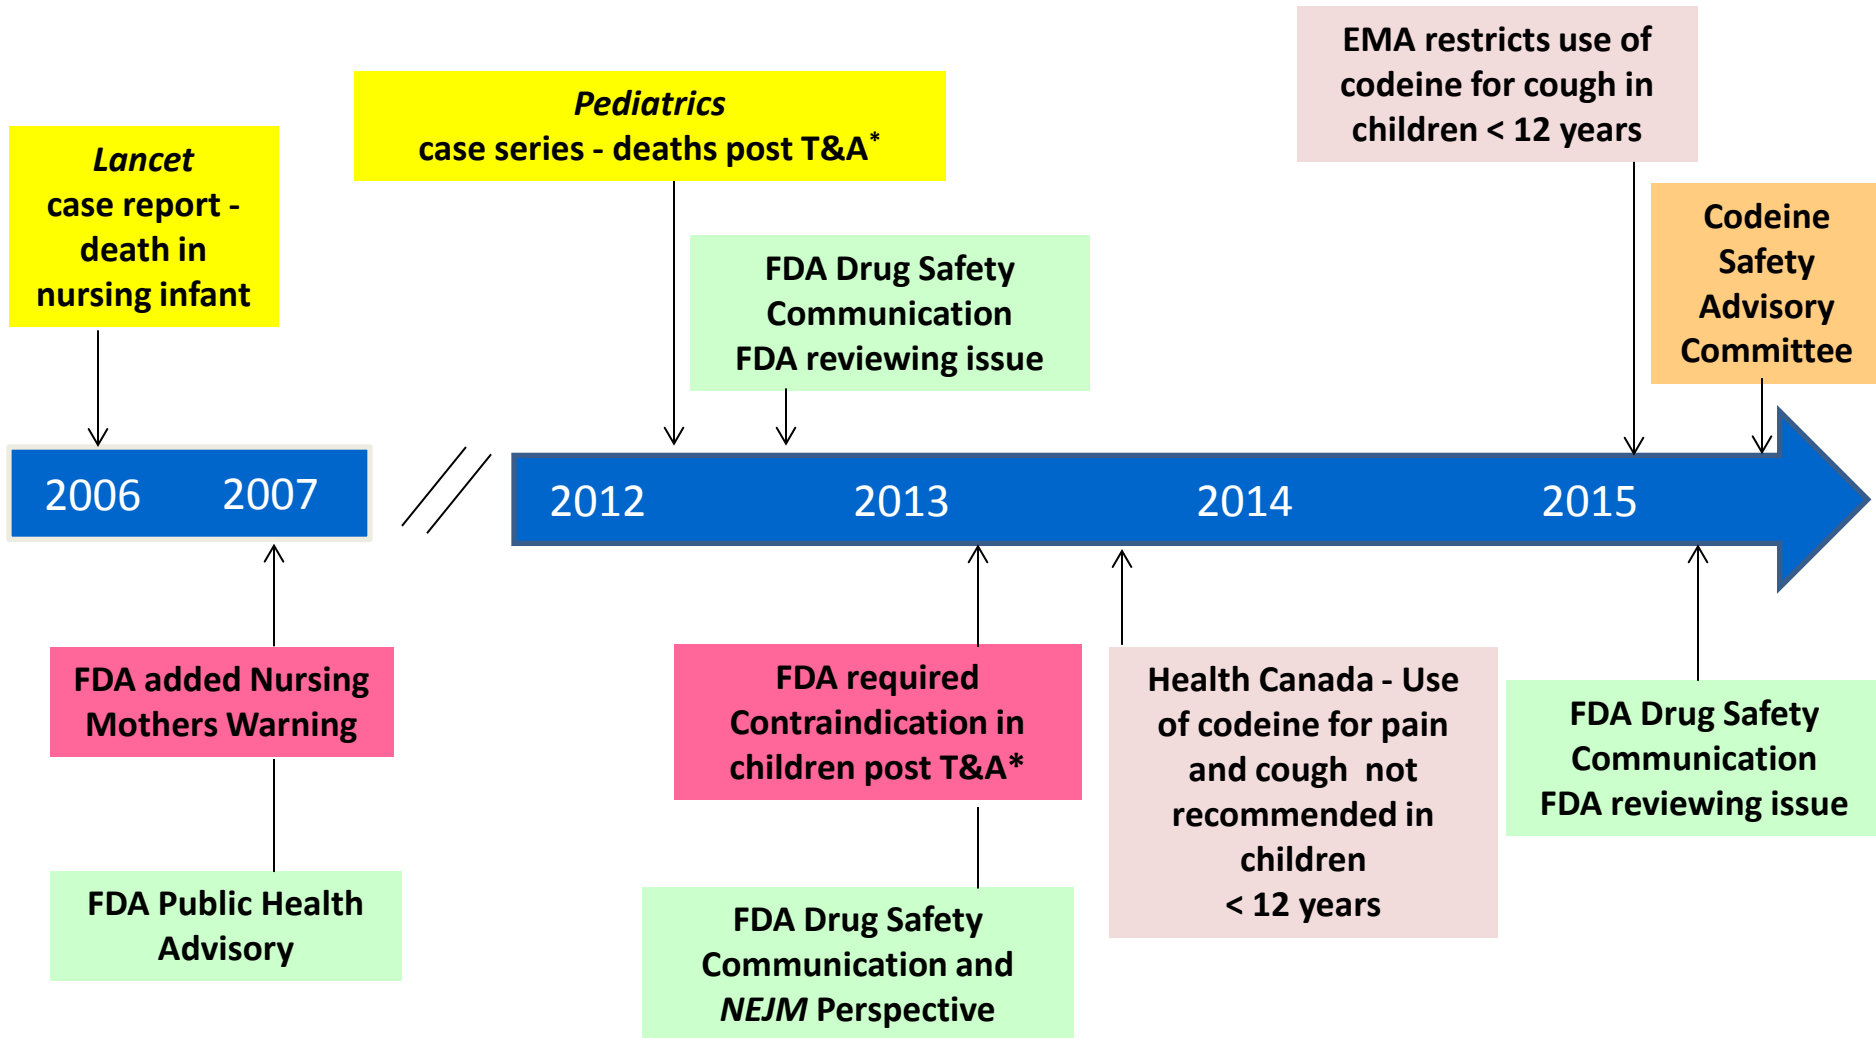 Lancet
case report -
death in
nursing infant
Pediatrics
case series - deaths post T&A*
FDA Drug Safety
Communication
FDA reviewing issue
EMA restricts use of
codeine for cough in
children < 12 years
Codeine
Safety
Advisory
Committee
2006 2007 2012 2013 2014 2015
FDA added Nursing
Mothers Warning
FDA Public Health
Advisory
FDA required
Contraindication in
children post T&A*
FDA Drug Safety
Communication and
NEJM Perspective
Health Canada - Use
of codeine for pain
and cough not
recommended in
children
< 12 years
FDA Drug Safety
Communication
FDA reviewing issue